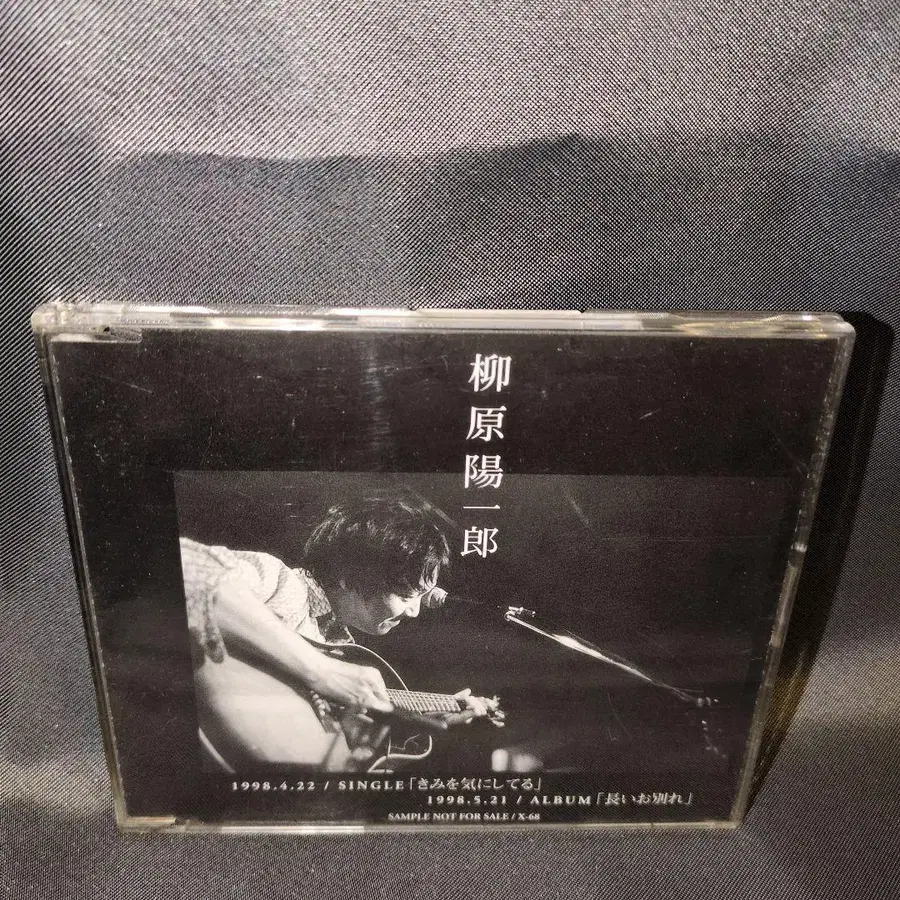 柳原陽一郎
1998.4.22 / SINGLE「さみを気にしてる」
1998.5.21 / ALBUM「長いお別れ」
SAMPLE NOT FOR SALE / X-68